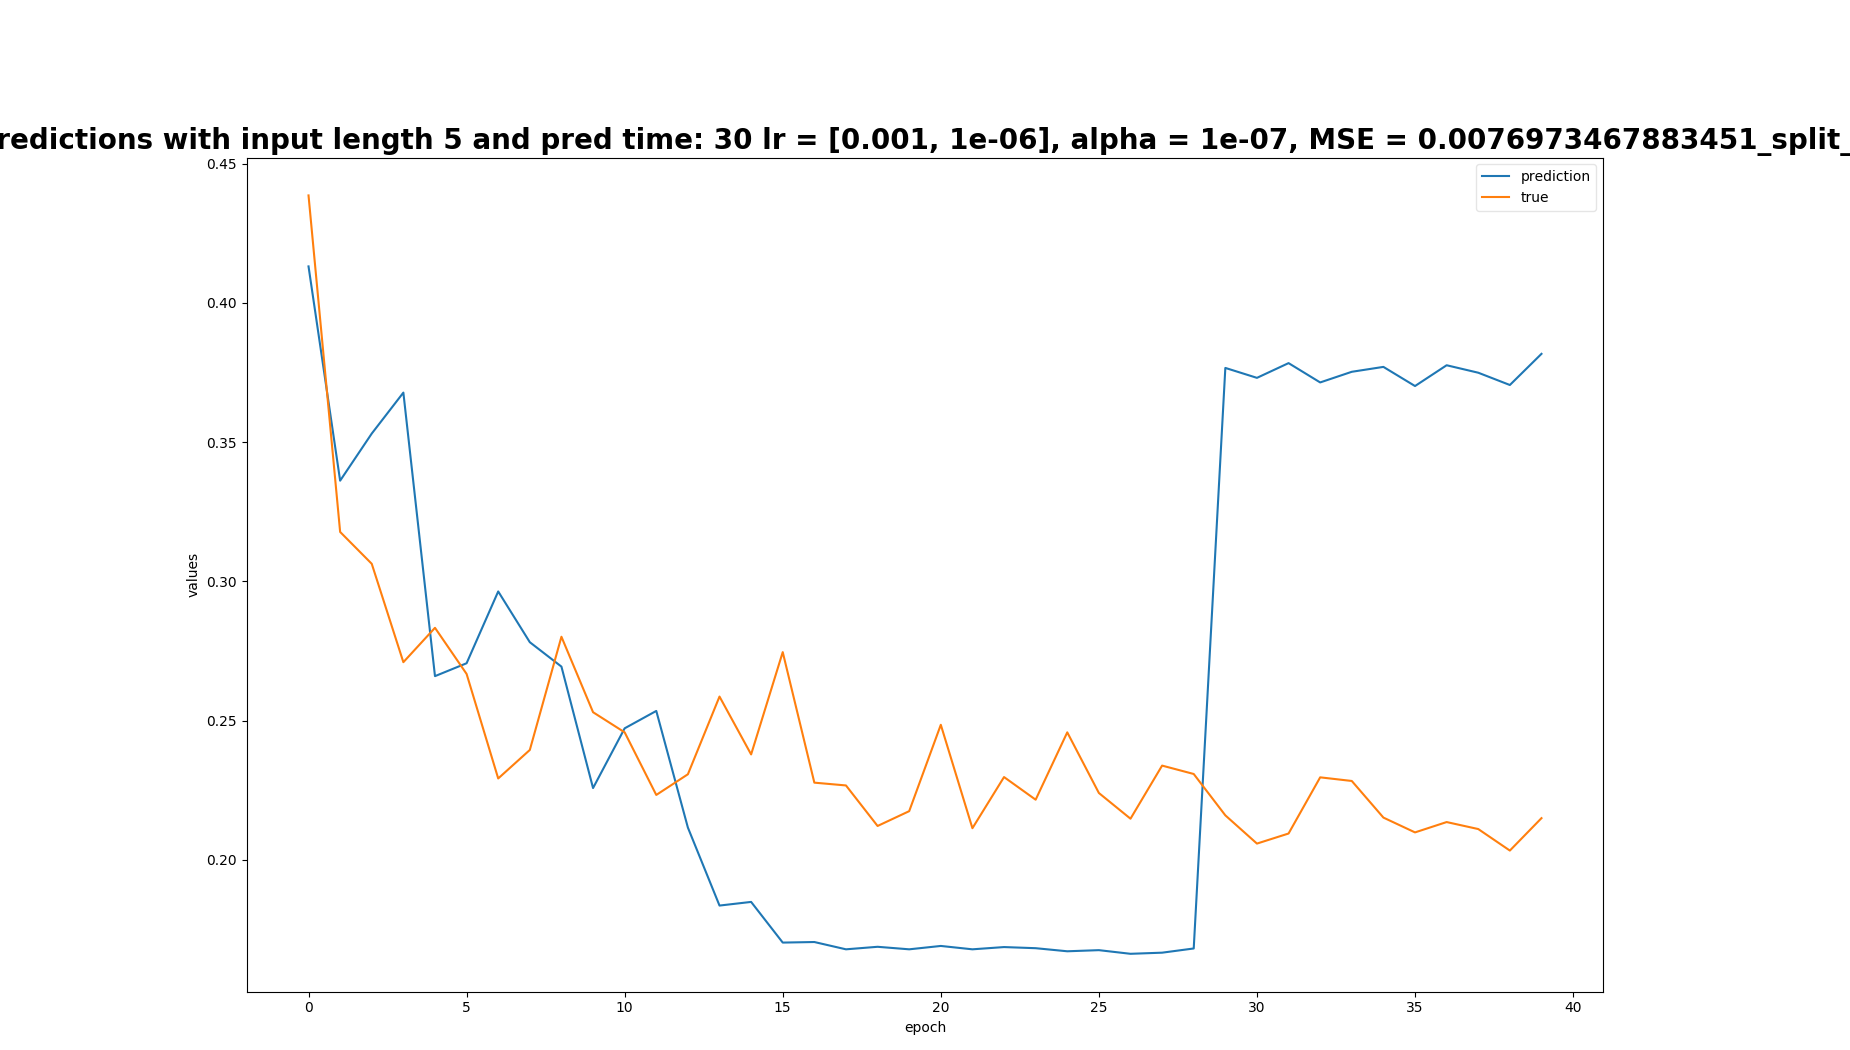 redictions with input length 5 and pred time: 30 lr = [0.001, 1e-06], alpha = 1e-07, MSE = 0.0076973467883451_split_
0.45
prediction
true
0.40
0.35
0.30
0.25
0.20
values
0 5 10 15 20 25 30 35 40
epoch